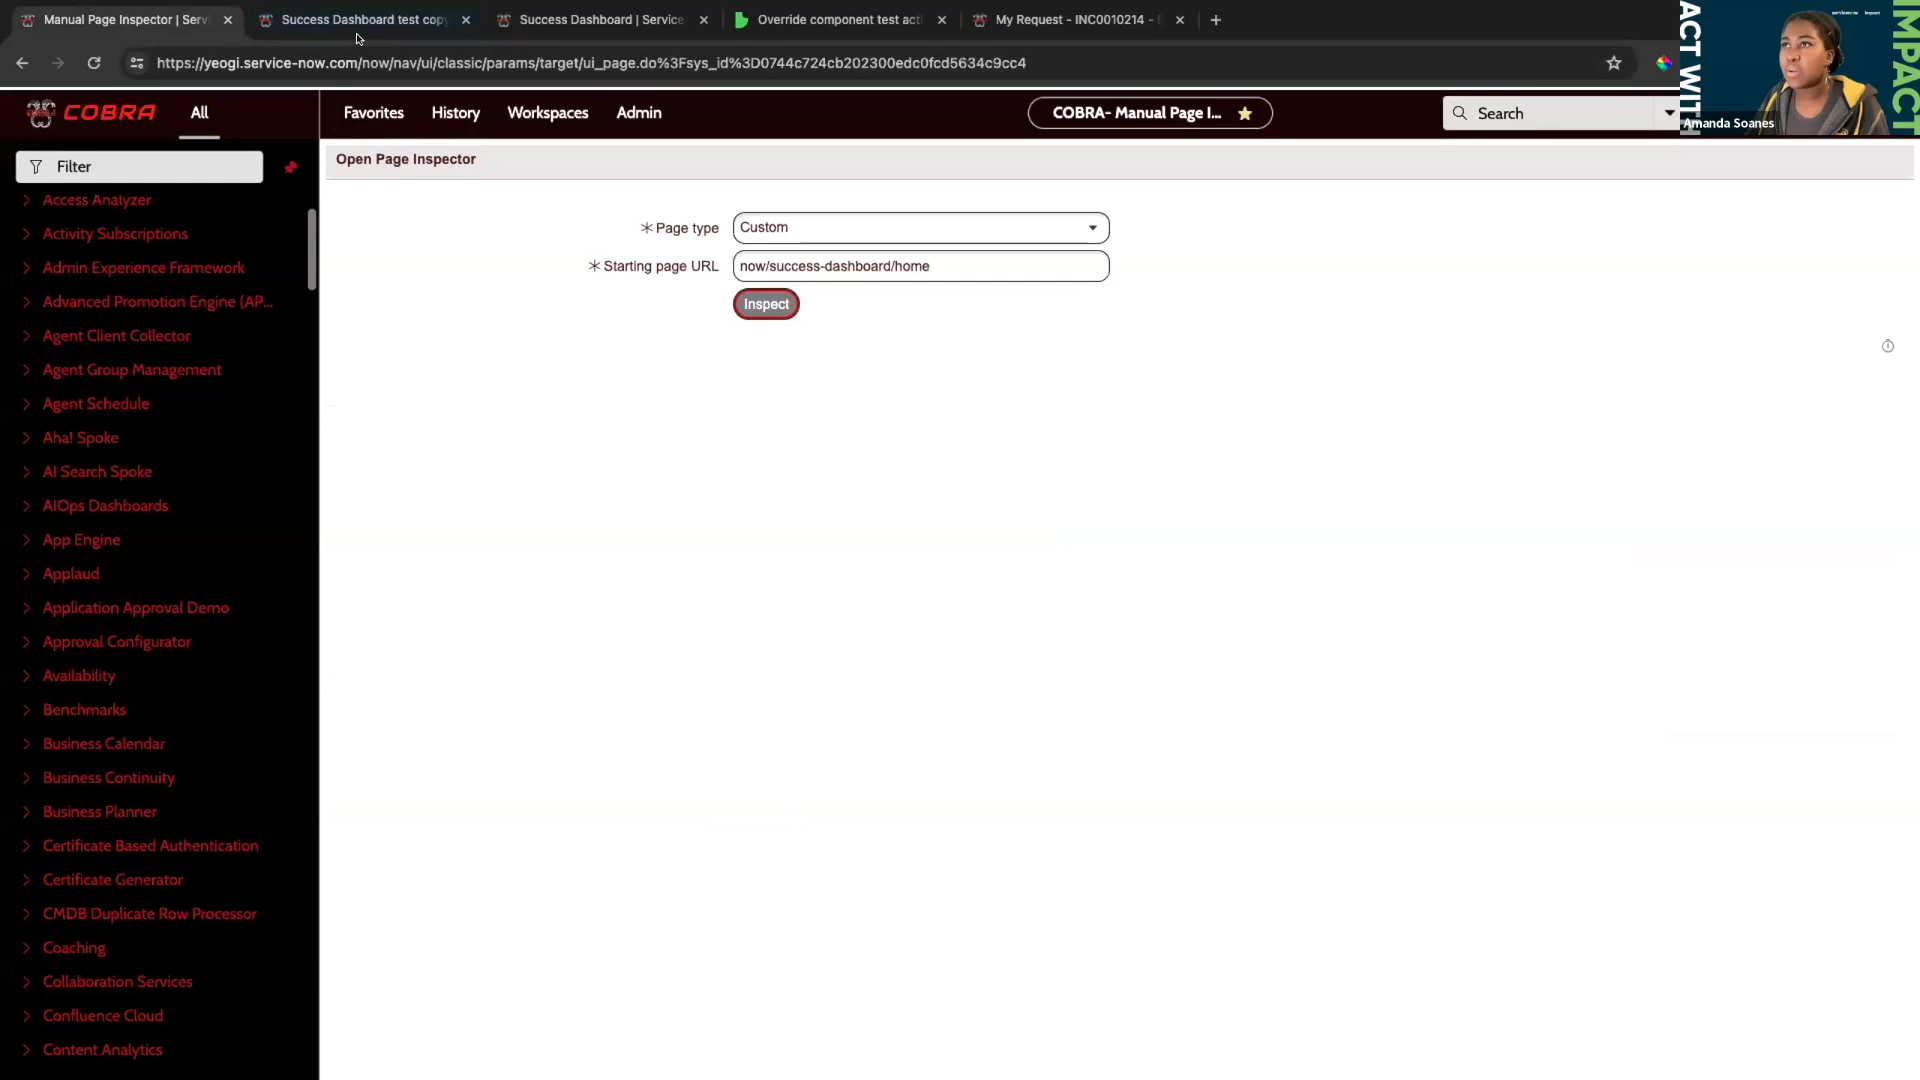 Manual Page Inspector | Serv
Success Dashboard test copy
Success Dashboard | Service
Override component test acti
My Request - INC0010214 -
https://yeogi.service-now.com/now/nav/ui/classic/params/target/ui_page.do%3Fsys_id%3D0744c724cb202300edc0fcd5634c9cc4
ACT WITH
IMPACT
Amanda Soanes
COBRA
All
Favorites
History
Workspaces
Admin
COBRA- Manual Page I...
Search
Filter
Access Analyzer
Activity Subscriptions
Admin Experience Framework
Advanced Promotion Engine (AP...
Agent Client Collector
Agent Group Management
Agent Schedule
Aha! Spoke
AI Search Spoke
AIOps Dashboards
App Engine
Applaud
Application Approval Demo
Approval Configurator
Availability
Benchmarks
Business Calendar
Business Continuity
Business Planner
Certificate Based Authentication
Certificate Generator
CMDB Duplicate Row Processor
Coaching
Collaboration Services
Confluence Cloud
Content Analytics
Open Page Inspector
Page type
Custom
Starting page URL
now/success-dashboard/home
Inspect